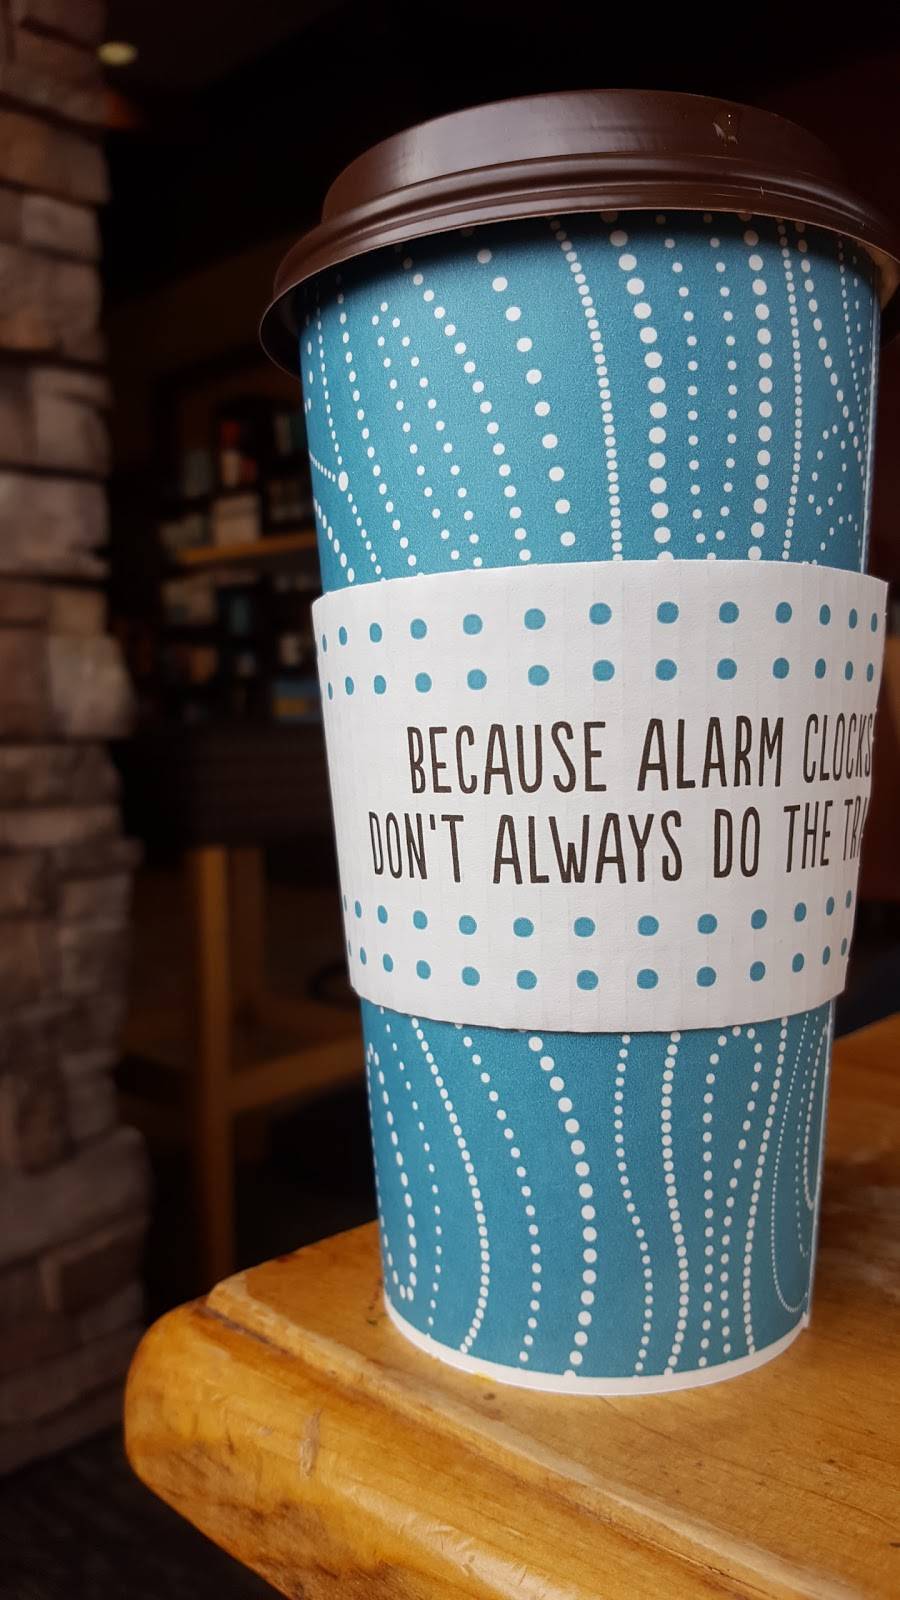 BECAUSE ALARM CLOCKS
DON'T ALWAYS DO THE